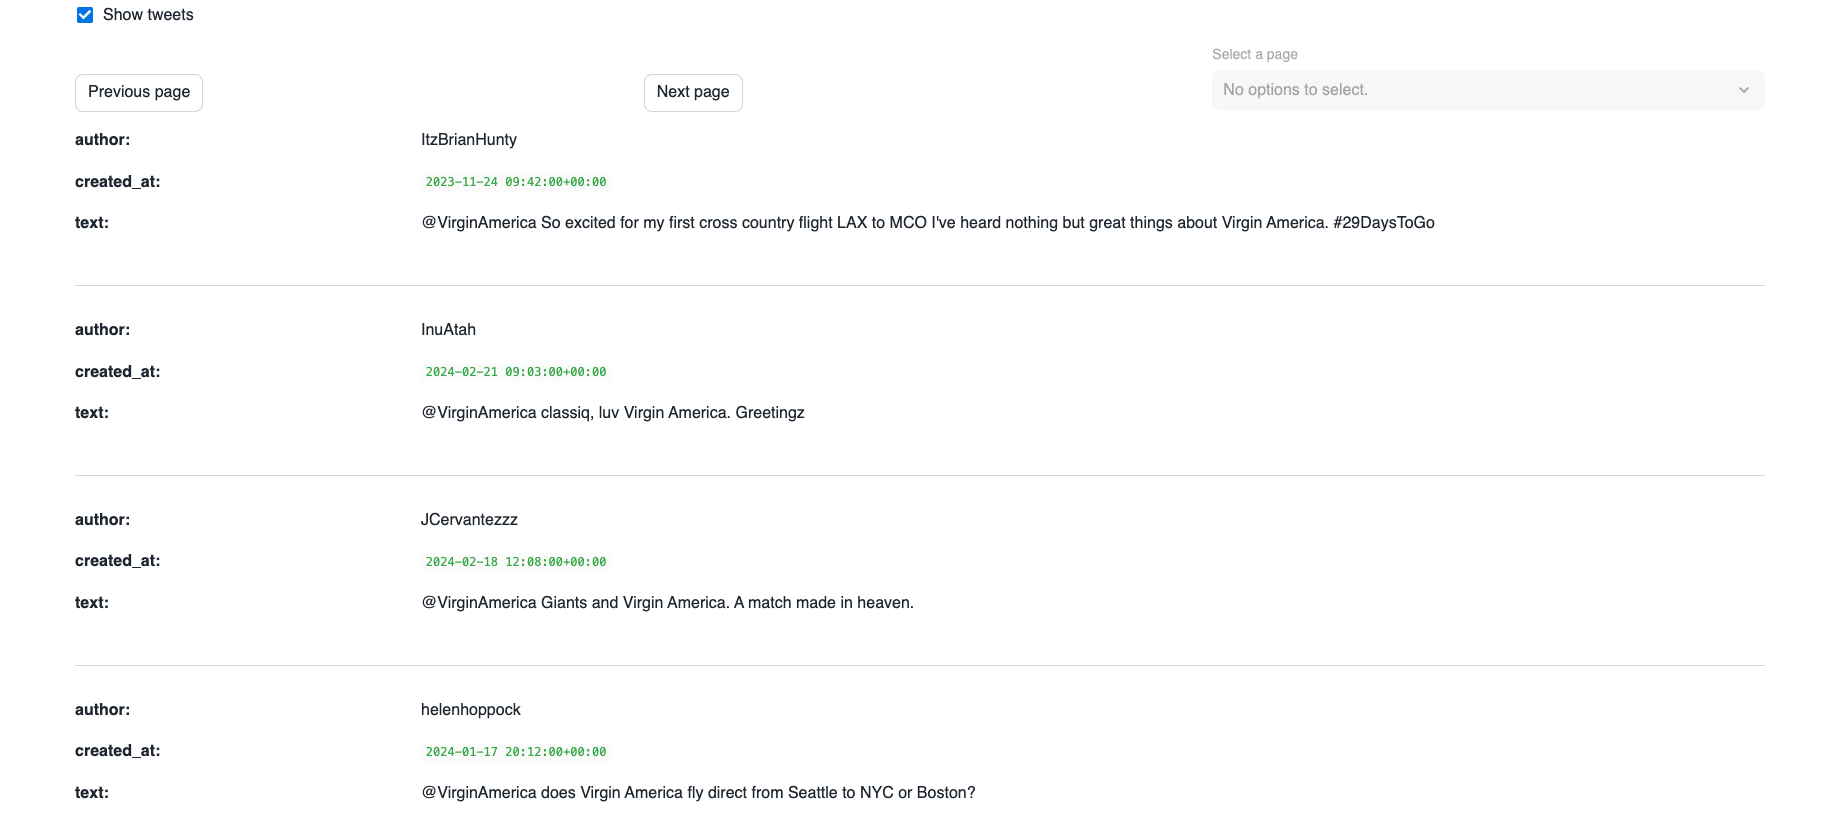 Show tweets
Select a page
Previous page Next page No options to select.
author: ItzBrianHunty
created_at: 2023-11-24 09:42:00+00:00
text: @VirginAmerica So excited for my first cross country flight LAX to MCO I've heard nothing but great things about Virgin America. #29DaysToGo
author: InuAtah
created_at: 2024-02-21 09:03:00+00:00
text: @VirginAmerica classiq, luv Virgin America. Greetingz
author: JCervantezzz
created_at: 2024-02-18 12:08:00+00:00
text: @VirginAmerica Giants and Virgin America. A match made in heaven.
author: helenhoppock
created_at: 2024-01-17 20:12:00+00:00
text: @VirginAmerica does Virgin America fly direct from Seattle to NYC or Boston?